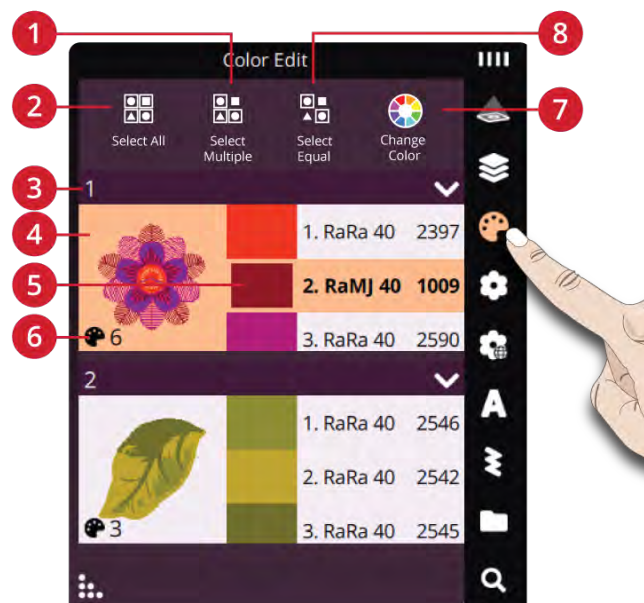 1
8
Color Edit
2
7
Select All
Select
Multiple
Select
Equal
Change
Color
3
1
4
1. RaRa 40 2397
5
2. RaMJ 40 1009
6
6
3. RaRa 40 2590
2
1. RaRa 40 2546
2. RaRa 40 2542
3
3. RaRa 40 2545
A